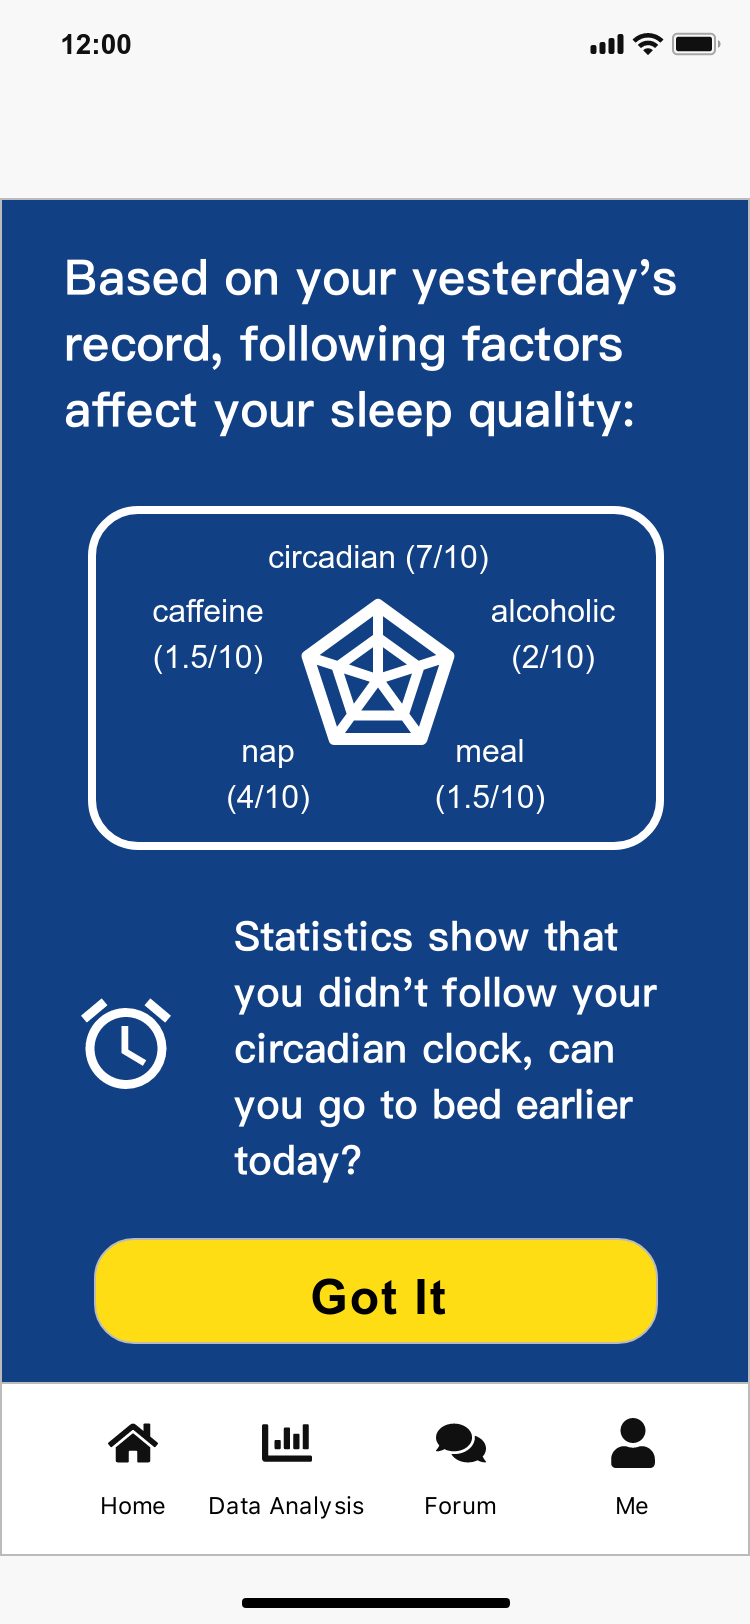 12:00
Based on your yesterday’s
record, following factors
affect your sleep quality:
circadian (7/10)
caffeine
(1.5/10)
alcoholic
(2/10)
nap
(4/10)
meal
(1.5/10)
Statistics show that
you didn’t follow your
circadian clock, can
you go to bed earlier
today?
Got It
Home
Data Analysis
Forum
Me